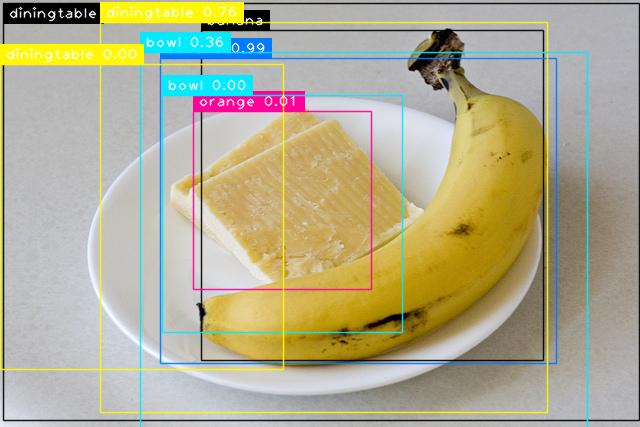 diningtable
diningtable 0.76
banana
bowl 0.36
0.99
diningtable 0.00
bowl 0.00
orange 0.01